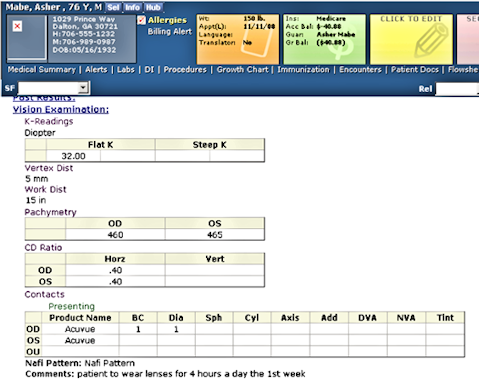 Mabe, Asher , 76 Y, M Sel Info Hub
1029 Prince Way
Dalton, GA 30721
H:706-555-1232
M:706-989-0987
DOB:05/16/1932
Allergies
Billing Alert
Wt: 150 lb.
Appt(L): 11/11/08
Language:
Translator: No
Ins: Medicare
Acc Bal: $-40.88
Guar: Asher Mabe
Gr Bal: ($40.88)
CLICK TO EDIT
SE
Medical Summary | Alerts | Labs | DI | Procedures | Growth Chart | Immunization | Encounters | Patient Docs | Flowshe
SF
Rel
Past Results:
Vision Examination:
K-Readings
Diopter
Flat K Steep K
32.00
Vertex Dist
5 mm
Work Dist
15 in
Pachymetry
OD OS
460 465
CD Ratio
Horz Vert
OD .40
OS .40
Contacts
Presenting
Product Name BC Dia Sph Cyl Axis Add DVA NVA Tint
OD Acuvue 1 1
OS Acuvue
OU
Nafi Pattern: Nafi Pattern
Comments: patient to wear lenses for 4 hours a day the 1st week